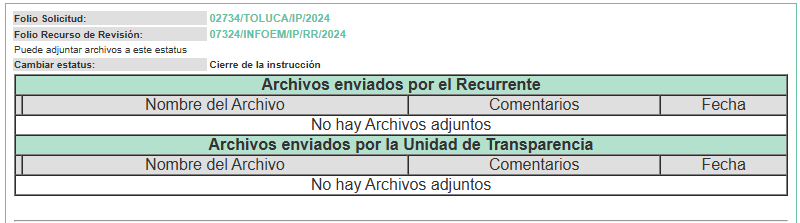 Folio Solicitud: 02734/TOLUCA/IP/2024
Folio Recurso de Revisión: 07324/INFOEM/IP/RR/2024
Puede adjuntar archivos a este estatus
Cambiar estatus: Cierre de la instrucción
Archivos enviados por el Recurrente
Nombre del Archivo Comentarios Fecha
No hay Archivos adjuntos
Archivos enviados por la Unidad de Transparencia
Nombre del Archivo Comentarios Fecha
No hay Archivos adjuntos